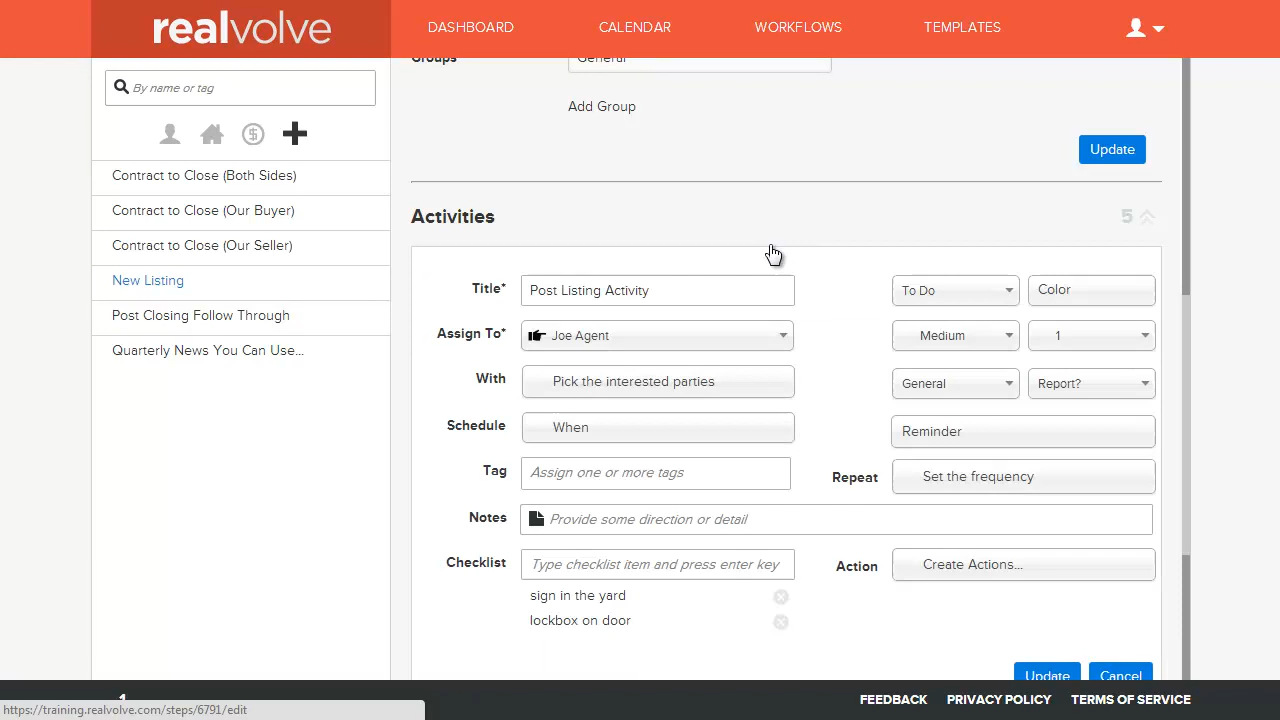 realvolve
DASHBOARD
CALENDAR
WORKFLOWS
TEMPLATES
By name or tag
Contract to Close (Both Sides)
Contract to Close (Our Buyer)
Contract to Close (Our Seller)
New Listing
Post Closing Follow Through
Quarterly News You Can Use...
Groups
General
Add Group
Update
Activities
5
Title*
Post Listing Activity
To Do
Color
Assign To*
Joe Agent
Medium
1
With
Pick the interested parties
General
Report?
Schedule
When
Reminder
Tag
Assign one or more tags
Repeat
Set the frequency
Notes
Provide some direction or detail
Checklist
Type checklist item and press enter key
Action
Create Actions...
sign in the yard
lockbox on door
Update
Cancel
FEEDBACK
PRIVACY POLICY
TERMS OF SERVICE
https://training.realvolve.com/steps/6791/edit